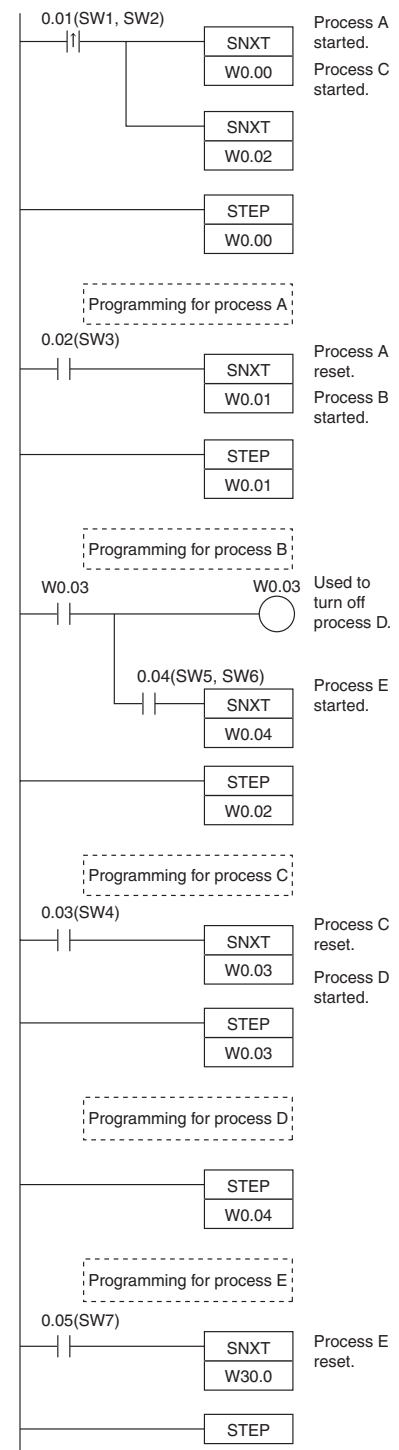 0.01(SW1, SW2)
SNXT
W0.00
Process A
started.
Process C
started.
SNXT
W0.02
STEP
W0.00
Programming for process A
0.02(SW3)
SNXT
W0.01
Process A
reset.
Process B
started.
STEP
W0.01
Programming for process B
W0.03
W0.03
Used to
turn off
process D.
0.04(SW5, SW6)
SNXT
W0.04
Process E
started.
STEP
W0.02
Programming for process C
0.03(SW4)
SNXT
W0.03
Process C
reset.
Process D
started.
STEP
W0.03
Programming for process D
STEP
W0.04
Programming for process E
0.05(SW7)
SNXT
W30.0
Process E
reset.
STEP